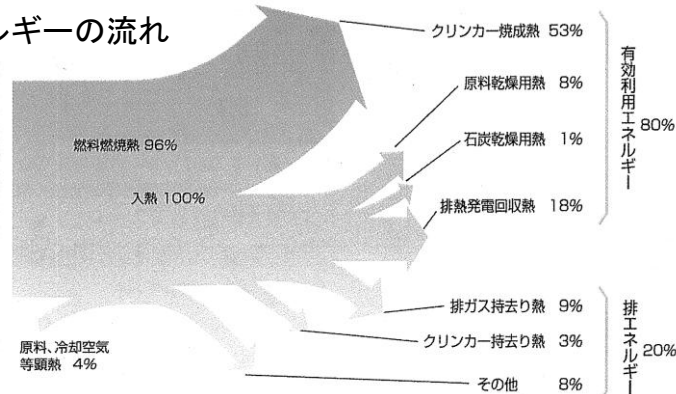 ルギーの流れ
クリンカー焼成熱 53%
原料乾燥用熱 8%
石炭乾燥用熱 1%
排熱発電回収熱 18%
有効利用エネルギー 80%
燃料燃焼熱 96%
入熱 100%
原料、冷却空気
等顕熱 4%
排ガス持去り熱 9%
クリンカー持去り熱 3%
その他 8%
排エネルギー 20%